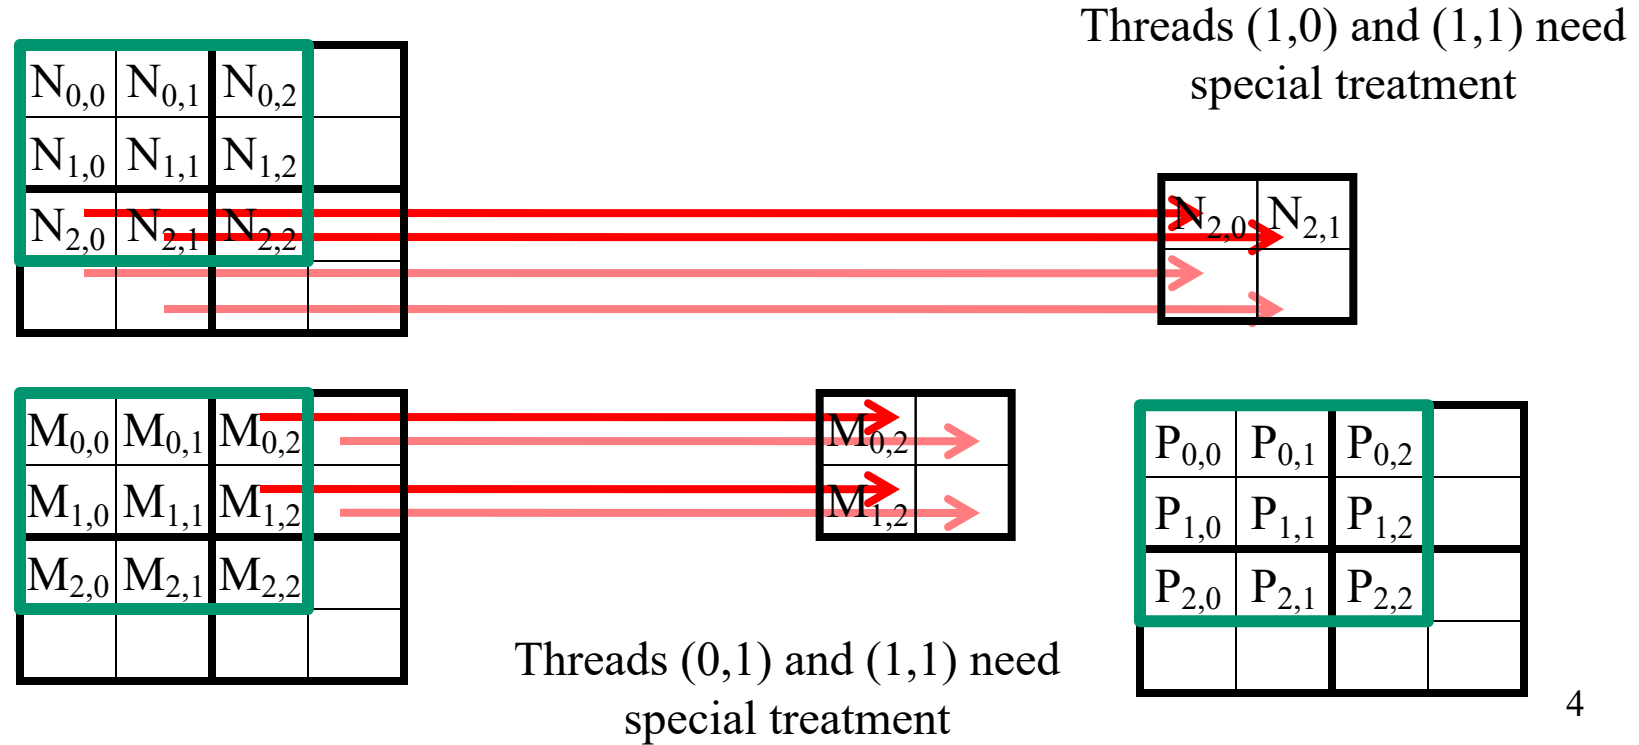 Threads (1,0) and (1,1) need
special treatment
N0,0 N0,1 N0,2
N1,0 N1,1 N1,2
N2,0 N2,1 N2,2
N2,0 N2,1
M0,0 M0,1 M0,2
M1,0 M1,1 M1,2
M2,0 M2,1 M2,2
M0,2
M1,2
P0,0 P0,1 P0,2
P1,0 P1,1 P1,2
P2,0 P2,1 P2,2
Threads (0,1) and (1,1) need
special treatment
4